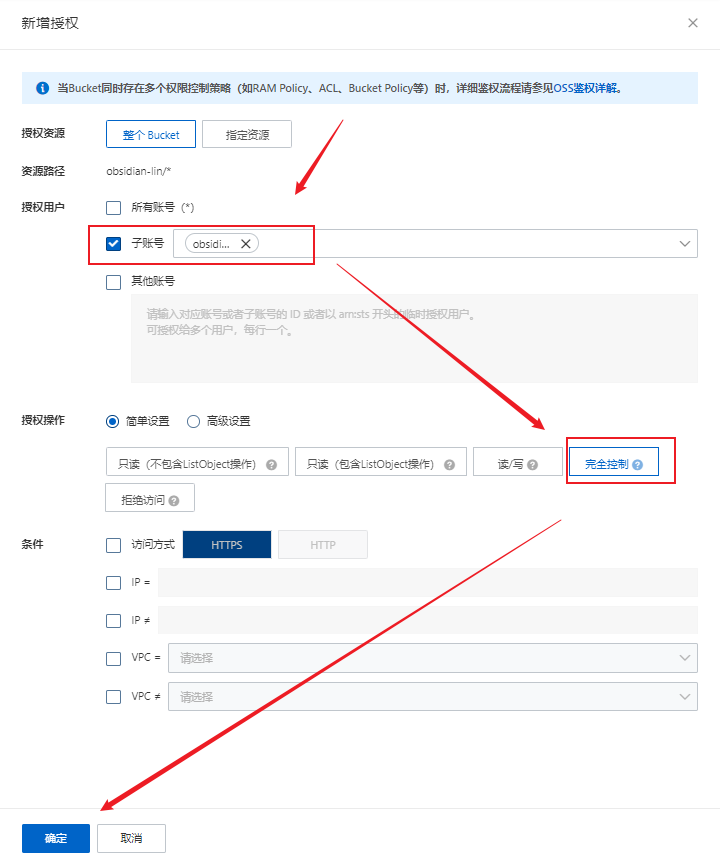 新增授权
当Bucket同时存在多个权限控制策略（如RAM Policy、ACL、Bucket Policy等）时，详细鉴权流程请参见OSS鉴权详解。
授权资源 整个 Bucket 指定资源
资源路径 obsidian-lin/*
授权用户 所有账号 (*)
子账号 obsidi...
其他账号
请输入对应账号或者子账号的 ID 或者以 arn:sts 开头的临时授权用户。
可授权给多个用户，每行一个。
授权操作 简单设置 高级设置
只读（不包含ListObject操作） 只读（包含ListObject操作） 读/写 完全控制
拒绝访问
条件 访问方式 HTTPS HTTP
IP =
IP ≠
VPC = 请选择
VPC ≠ 请选择
确定 取消